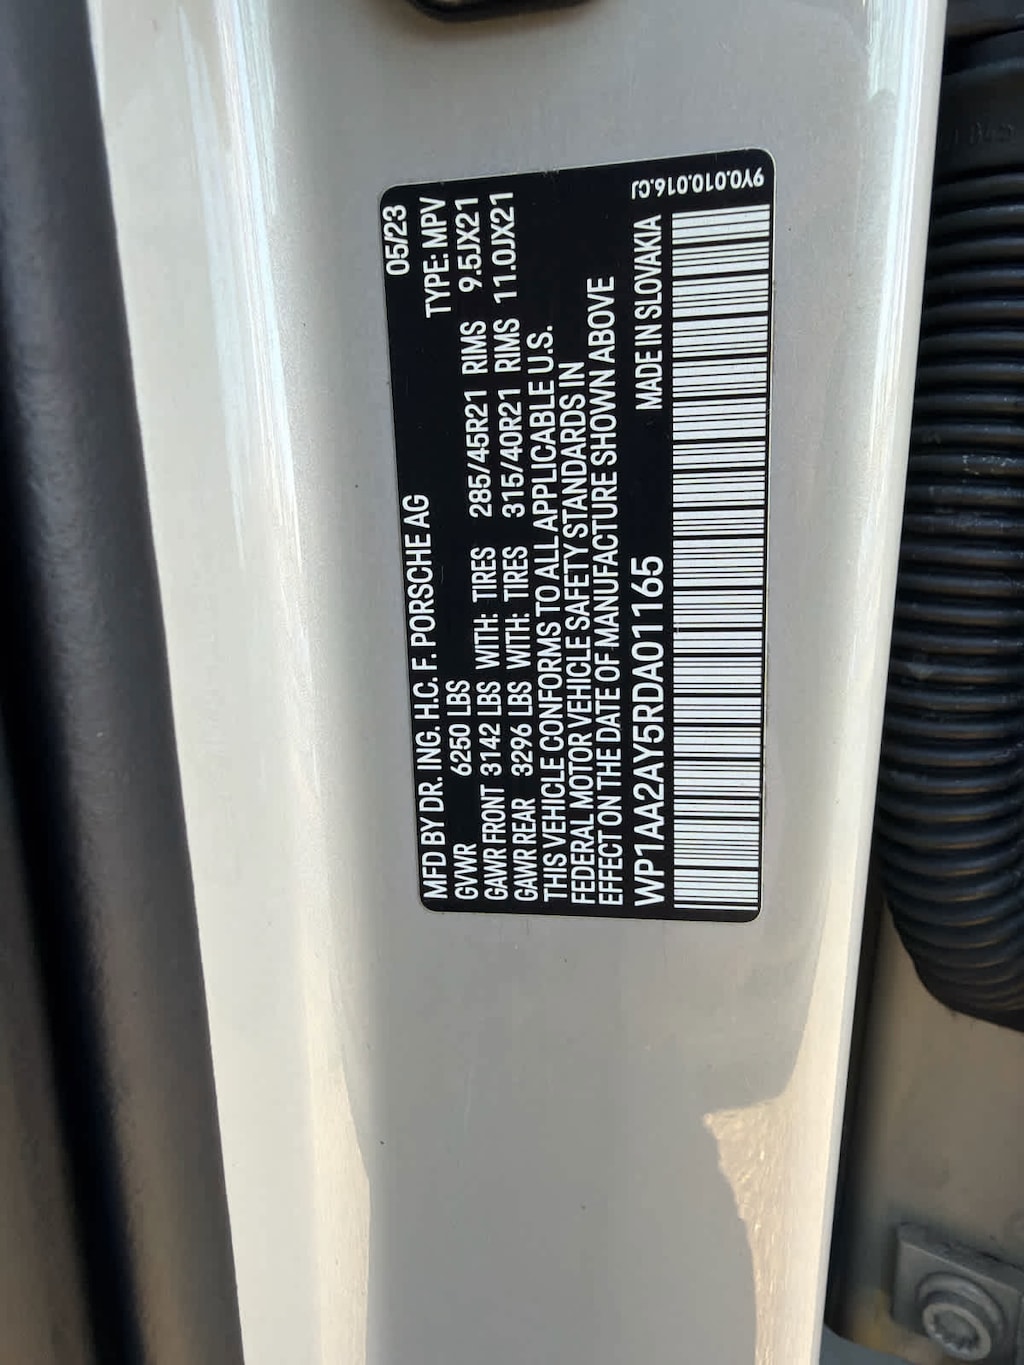 MFD BY DR. ING. H.C. F. PORSCHE AG 05/23
GVWR 6250 LBS TYPE: MPV
GAWR FRONT 3142 LBS WITH: TIRES 285/45R21 RIMS 9.5JX21
GAWR REAR 3296 LBS WITH: TIRES 315/40R21 RIMS 11.0JX21
THIS VEHICLE CONFORMS TO ALL APPLICABLE U.S.
FEDERAL MOTOR VEHICLE SAFETY STANDARDS IN
EFFECT ON THE DATE OF MANUFACTURE SHOWN ABOVE
WP1AA2AY5RDA01165 MADE IN SLOVAKIA
9Y0.010.016.CJ